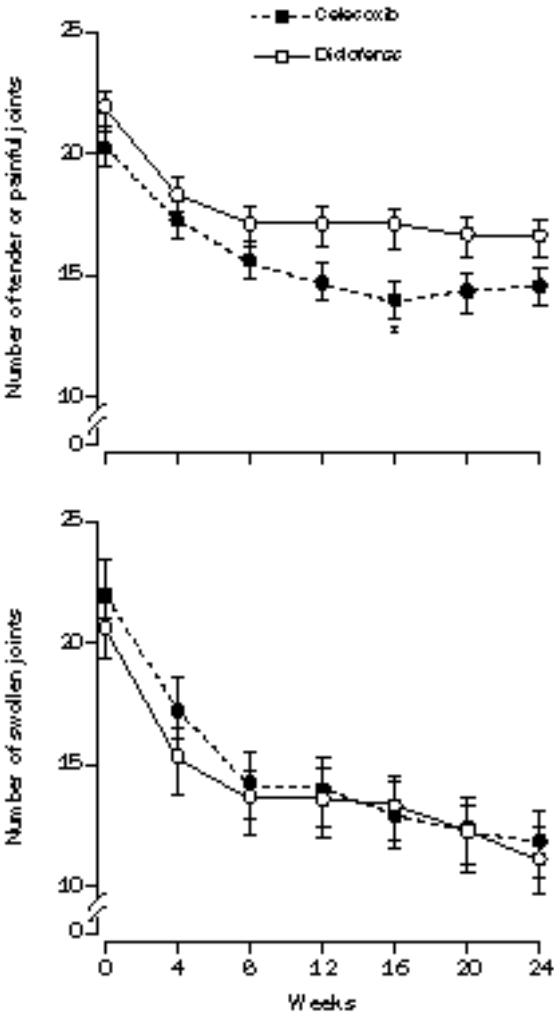 Celecoxib
Diclofenac
Number of tender or painful joints
25
20
15
10
0
*
Number of swollen joints
25
20
15
10
0
0 4 8 12 16 20 24
Weeks